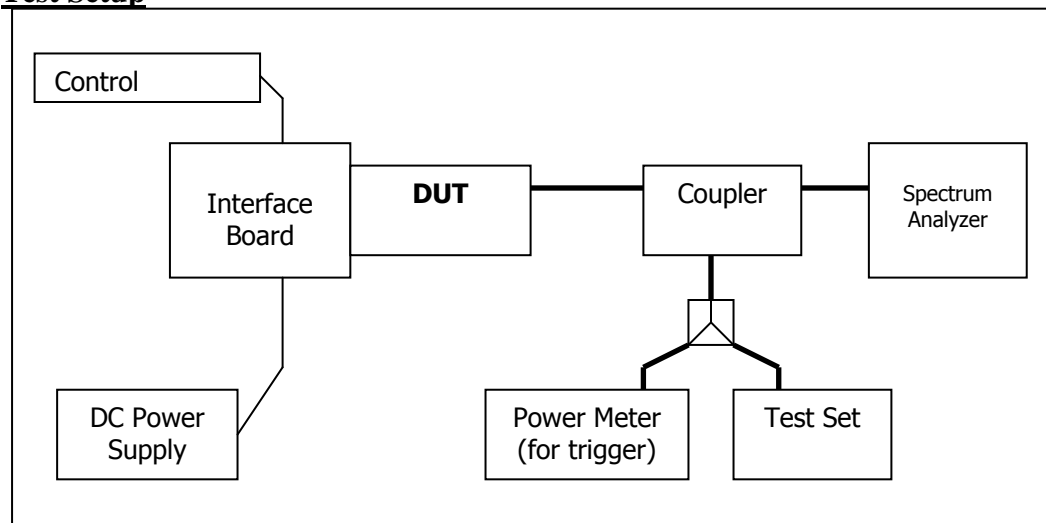 Test Setup
Control
Interface
Board
DUT
Coupler
Spectrum
Analyzer
DC Power
Supply
Power Meter
(for trigger)
Test Set